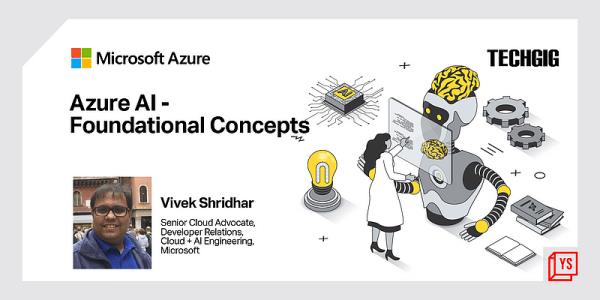 Microsoft Azure
TECHGIG
Azure AI -
Foundational Concepts
Vivek Shridhar
Senior Cloud Advocate,
Developer Relations,
Cloud + AI Engineering,
Microsoft
YS